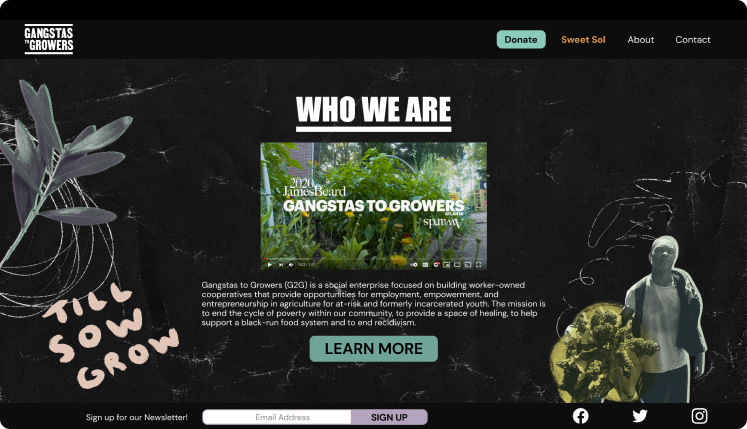 GANGSTAS
TO GROWERS
Donate
Sweet Sol
About
Contact
WHO WE ARE
2020
James Beard
GANGSTAS TO GROWERS
ATLANTA
Awards
Gangstas to Growers (G2G) is a social enterprise focused on building worker-owned
cooperatives that provide opportunities for employment, empowerment, and
entrepreneurship in agriculture for at-risk and formerly incarcerated youth. The mission is
to end the cycle of poverty within our community, to provide a space of healing, to help
support a black-run food system and to end recidivism.
LEARN MORE
TILL
SOW
GROW
Sign up for our Newsletter!
Email Address
SIGN UP